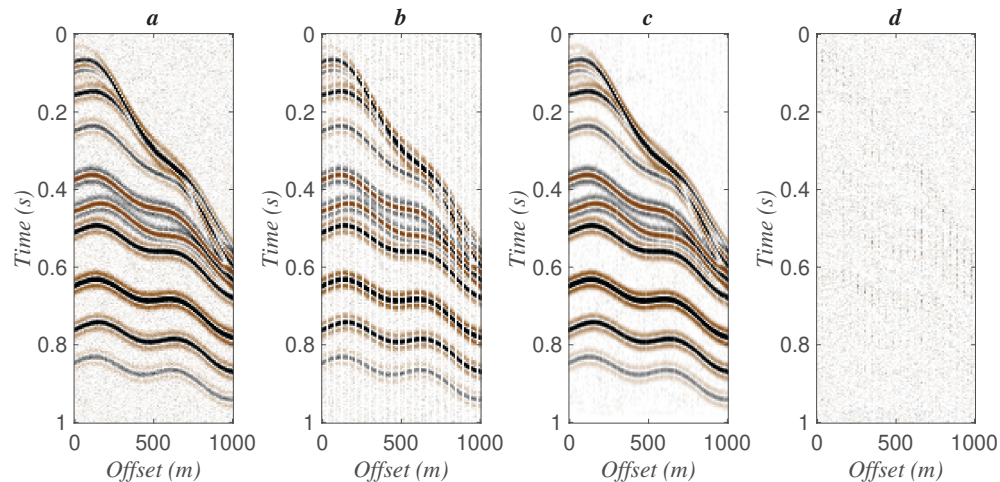 a b c d
0 0 0 0
0.2 0.2 0.2 0.2
0.4 0.4 0.4 0.4
Time (s) Time (s) Time (s) Time (s)
0.6 0.6 0.6 0.6
0.8 0.8 0.8 0.8
1 1 1 1
0 500 1000 0 500 1000 0 500 1000 0 500 1000
Offset (m) Offset (m) Offset (m) Offset (m)